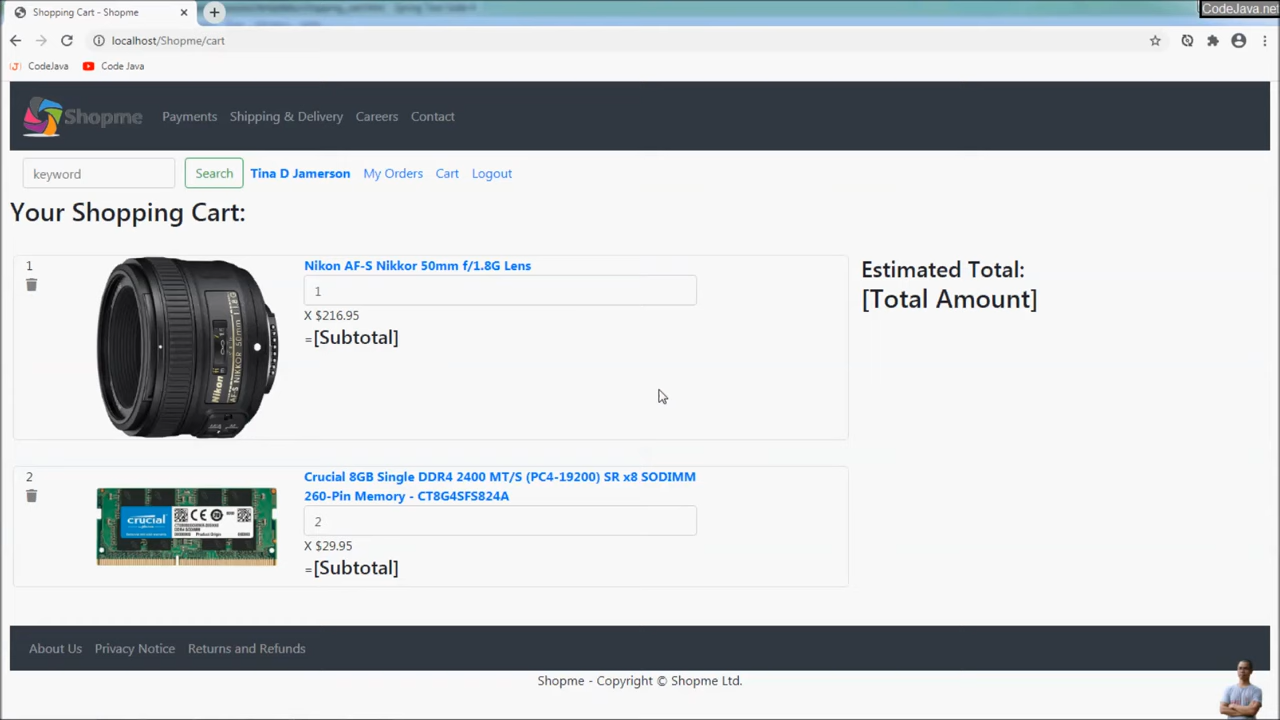 Shopping Cart - Shopme
CodeJava.net
localhost/Shopme/cart
CodeJava
Code Java
Shopme
Payments
Shipping & Delivery
Careers
Contact
keyword
Search
Tina D Jamerson
My Orders
Cart
Logout
Your Shopping Cart:
1
Nikon AF-S Nikkor 50mm f/1.8G Lens
1
X $216.95
=[Subtotal]
Estimated Total:
[Total Amount]
Nikon
2
Crucial 8GB Single DDR4 2400 MT/S (PC4-19200) SR x8 SODIMM
260-Pin Memory - CT8G4SFS824A
2
X $29.95
=[Subtotal]
crucial
About Us
Privacy Notice
Returns and Refunds
Shopme - Copyright © Shopme Ltd.